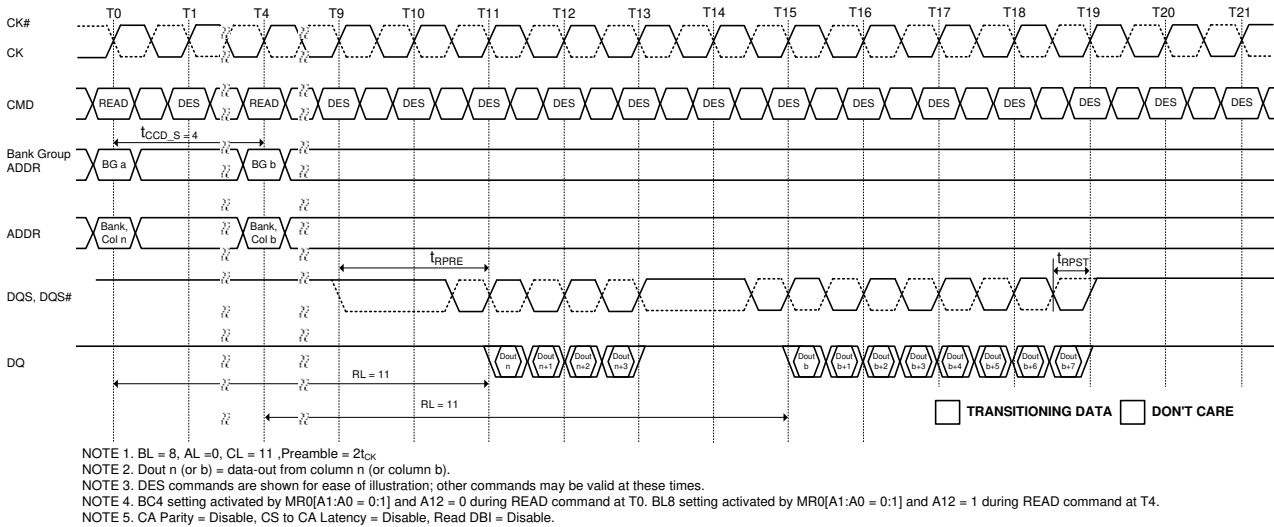 T0 T1 T4 T9 T10 T11 T12 T13 T14 T15 T16 T17 T18 T19 T20 T21
CK#
CK
CMD READ DES READ DES DES DES DES DES DES DES DES DES DES DES DES DES
tCCD_S = 4
Bank Group
ADDR
BG a BG b
ADDR
Bank,
Col n
Bank,
Col b
tRPRE tRPST
DQS, DQS#
DQ
Dout
n
Dout
n+1
Dout
n+2
Dout
n+3
Dout
b
Dout
b+1
Dout
b+2
Dout
b+3
Dout
b+4
Dout
b+5
Dout
b+6
Dout
b+7
RL = 11
RL = 11
TRANSITIONING DATA DON'T CARE
NOTE 1. BL = 8, AL =0, CL = 11 ,Preamble = 2tCK
NOTE 2. Dout n (or b) = data-out from column n (or column b).
NOTE 3. DES commands are shown for ease of illustration; other commands may be valid at these times.
NOTE 4. BC4 setting activated by MR0[A1:A0 = 0:1] and A12 = 0 during READ command at T0. BL8 setting activated by MR0[A1:A0 = 0:1] and A12 = 1 during READ command at T4.
NOTE 5. CA Parity = Disable, CS to CA Latency = Disable, Read DBI = Disable.